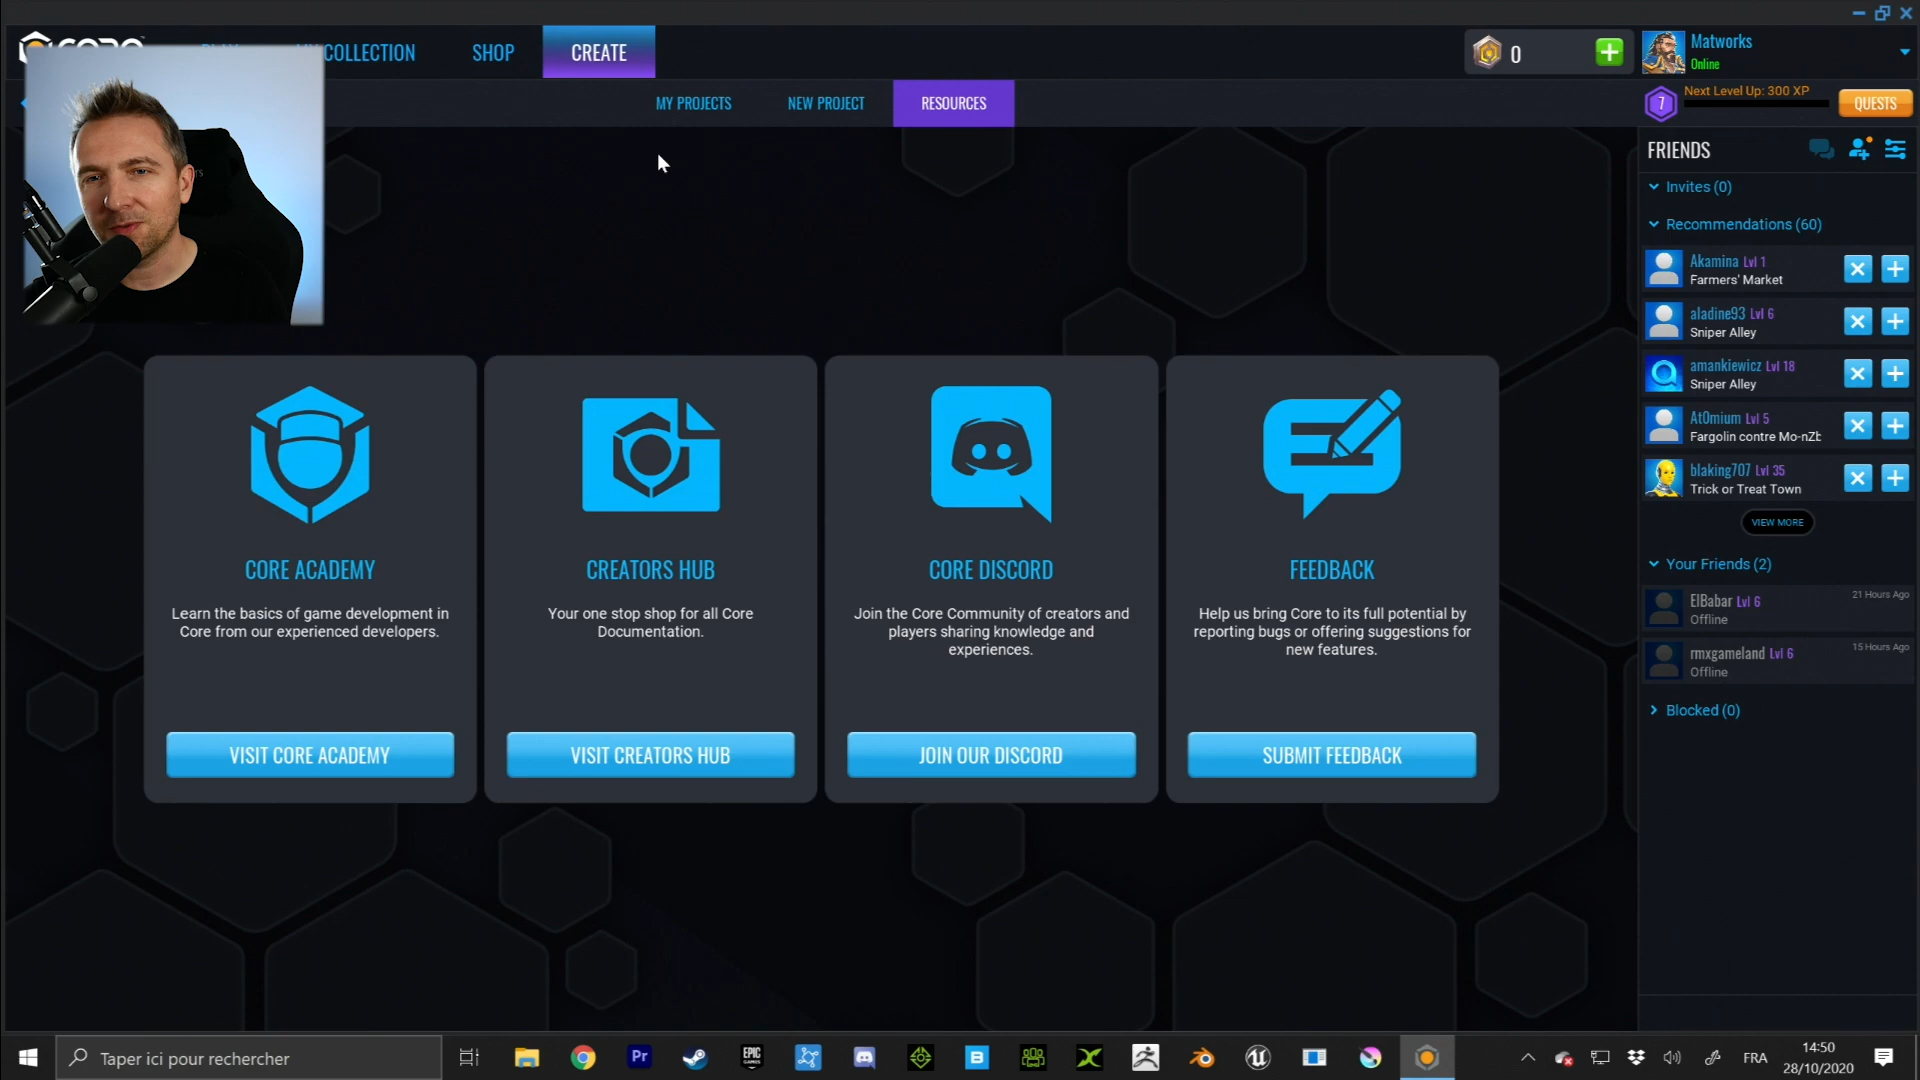 COLLECTION
SHOP
CREATE
0
Matworks
Online
MY PROJECTS
NEW PROJECT
RESOURCES
7
Next Level Up: 300 XP
QUESTS
FRIENDS
Invites (0)
Recommendations (60)
Akamina Lvl 1
Farmers' Market
aladine93 Lvl 6
Sniper Alley
amankiewicz Lvl 18
Sniper Alley
At0mium Lvl 5
Fargolin contre Mo-nZb
blaking707 Lvl 35
Trick or Treat Town
VIEW MORE
Your Friends (2)
ElBabar Lvl 6
21 Hours Ago
Offline
rmxgameland Lvl 6
15 Hours Ago
Offline
Blocked (0)
CORE ACADEMY
Learn the basics of game development in
Core from our experienced developers.
VISIT CORE ACADEMY
CREATORS HUB
Your one stop shop for all Core
Documentation.
VISIT CREATORS HUB
CORE DISCORD
Join the Core Community of creators and
players sharing knowledge and
experiences.
JOIN OUR DISCORD
FEEDBACK
Help us bring Core to its full potential by
reporting bugs or offering suggestions for
new features.
SUBMIT FEEDBACK
Taper ici pour rechercher
Pr
EPIC
GAMES
B
FRA
14:50
28/10/2020